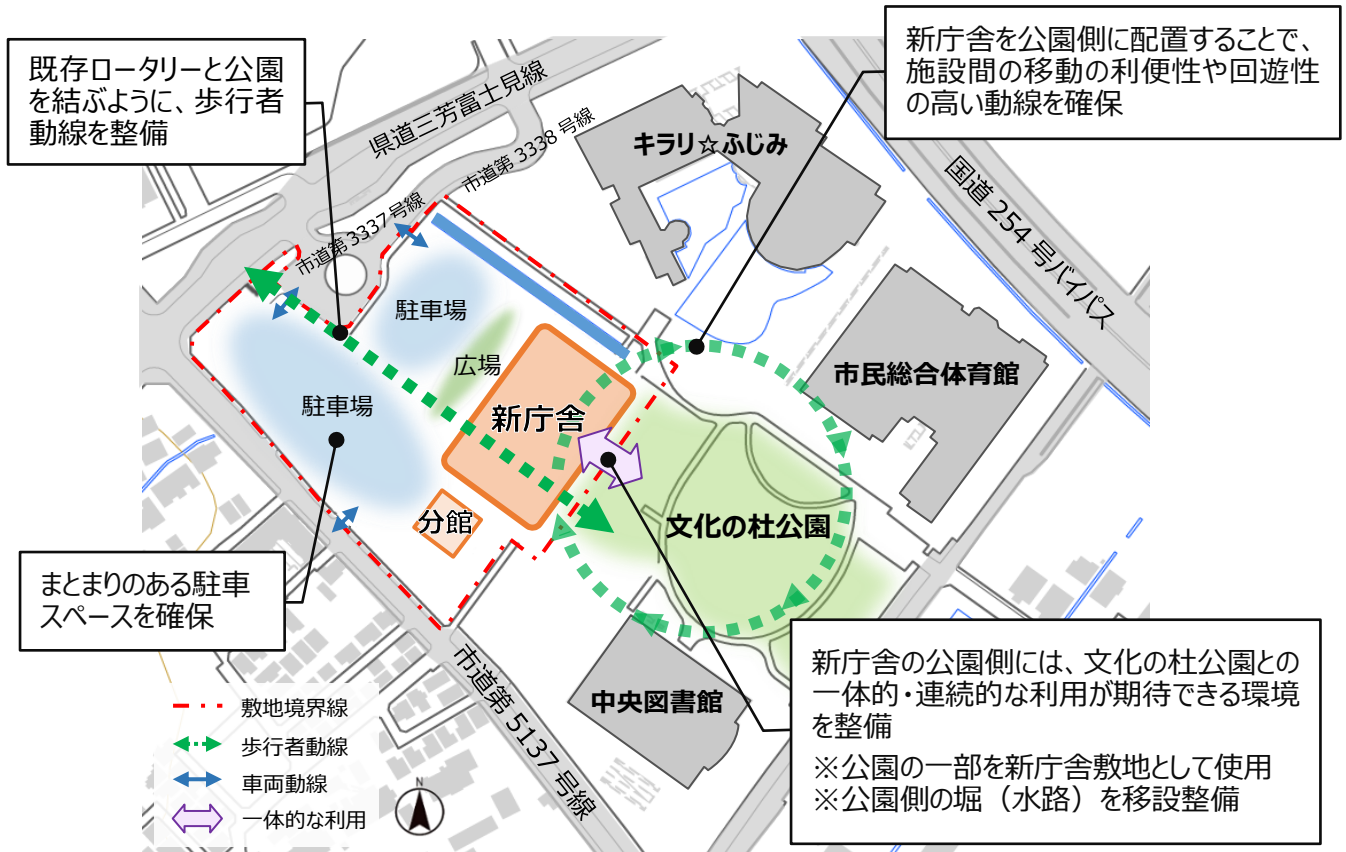 既存ロータリーと公園
を結ぶように、歩行者
動線を整備
新庁舎を公園側に配置することで、
施設間の移動の利便性や回遊性
の高い動線を確保
県道三芳富士見線
市道第 3338 号線
市道第 3337 号線
キラリ☆ふじみ
国道 254 号バイパス
駐車場
広場
駐車場
新庁舎
市民総合体育館
分館
文化の杜公園
まとまりのある駐車
スペースを確保
中央図書館
市道第 5137 号線
新庁舎の公園側には、文化の杜公園との
一体的・連続的な利用が期待できる環境
を整備
※公園の一部を新庁舎敷地として使用
※公園側の堀（水路）を移設整備
敷地境界線
歩行者動線
車両動線
一体的な利用
N